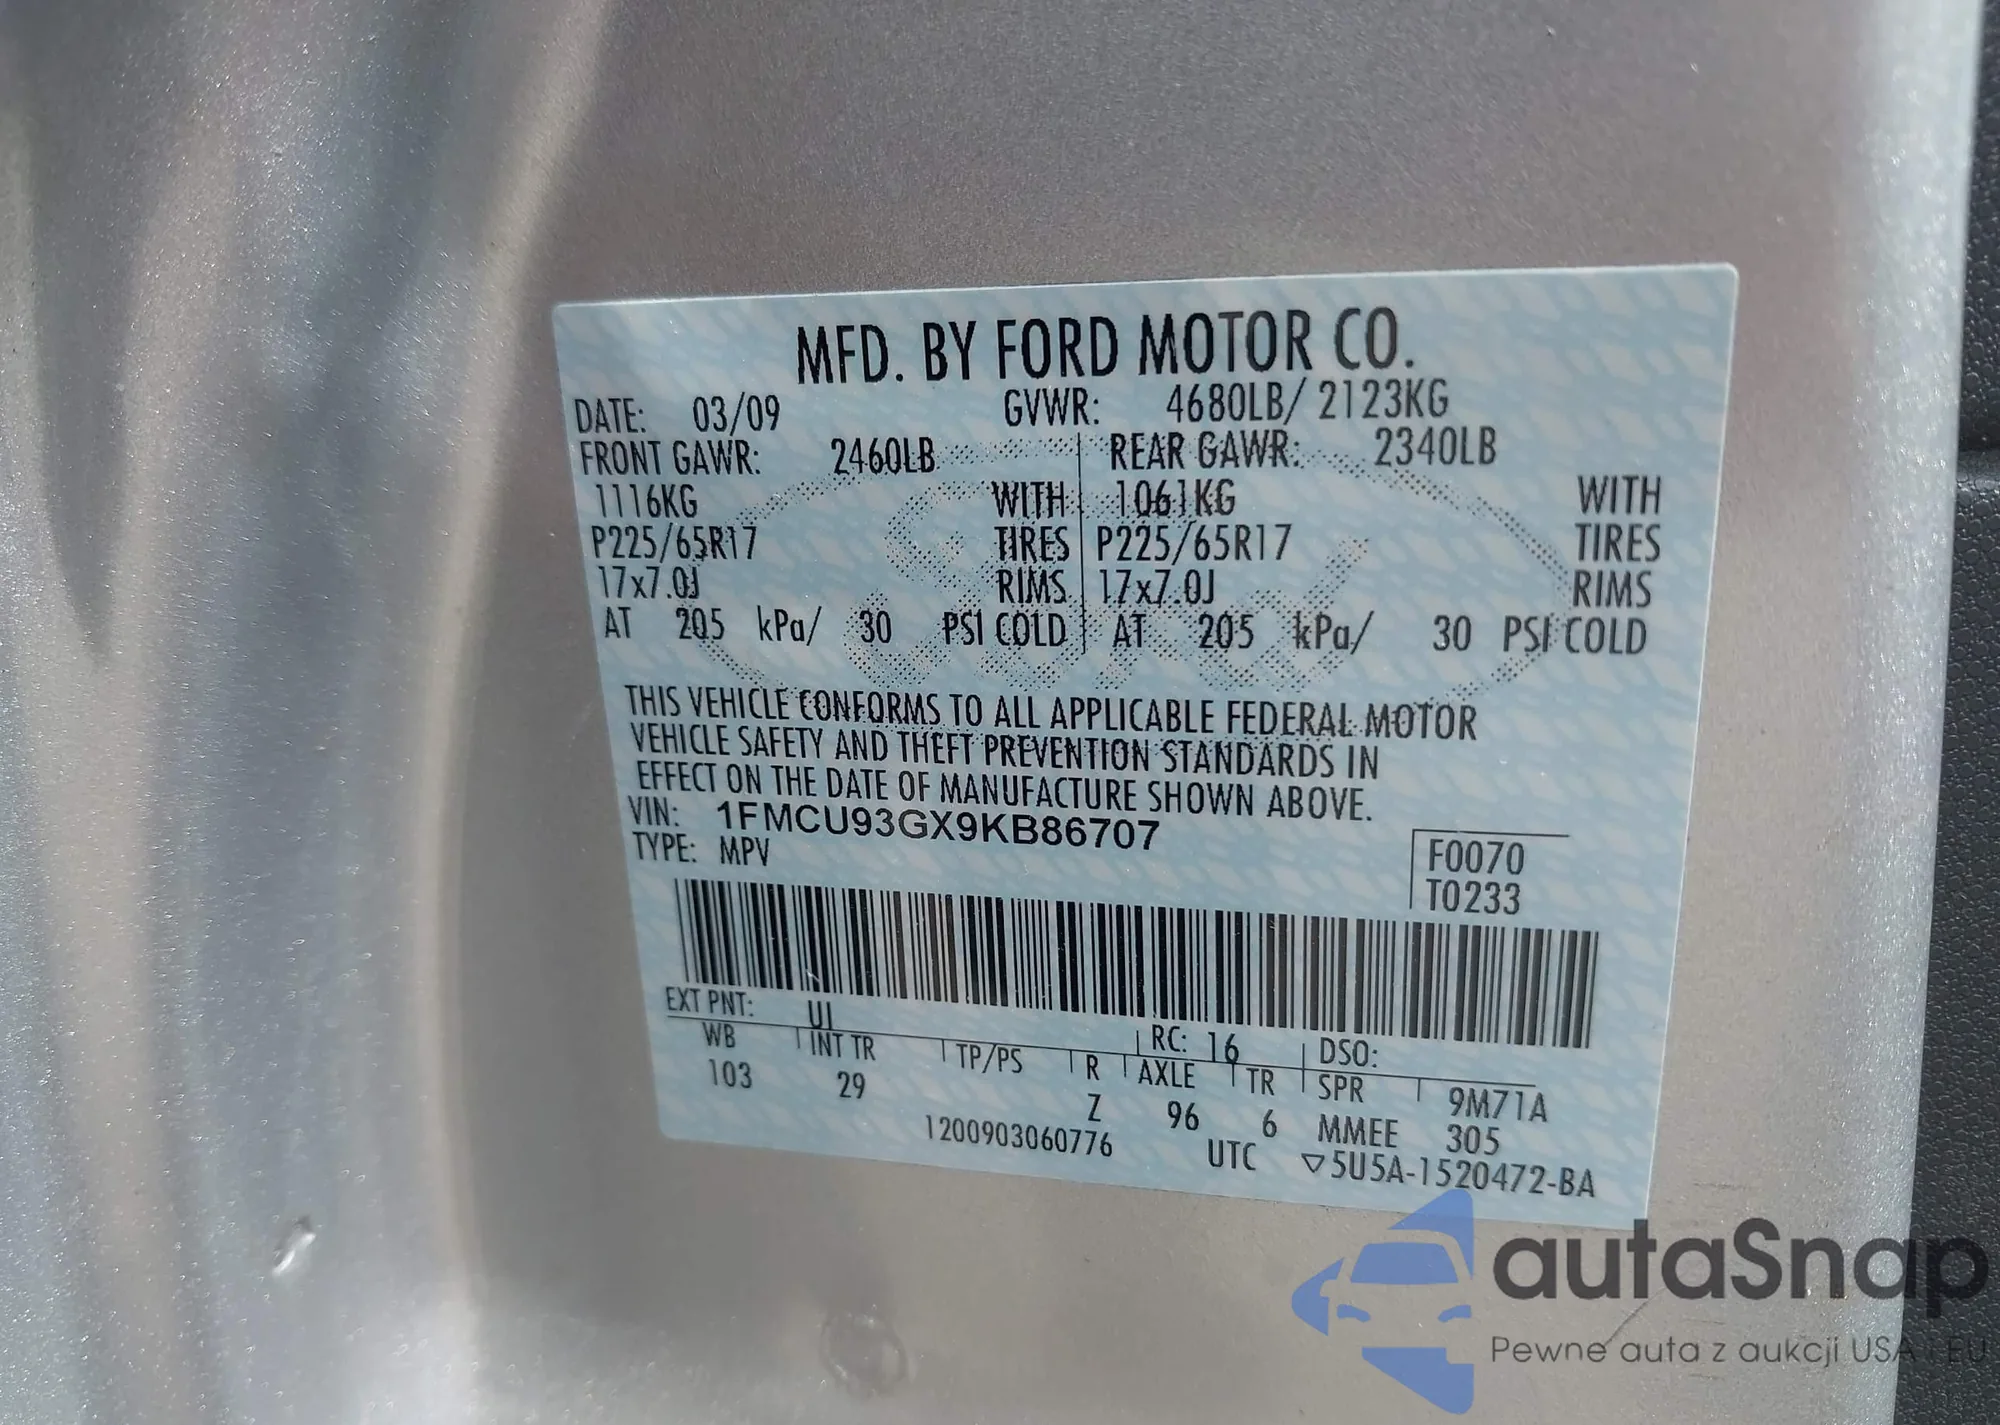 MFD. BY FORD MOTOR CO.
DATE: 03/09 GVWR: 4680LB/ 2123KG
FRONT GAWR: 2460LB REAR GAWR: 2340LB
1116KG WITH 1061KG WITH
P225/65R17 TIRES P225/65R17 TIRES
17x7.0J RIMS 17x7.0J RIMS
AT 205 kPa/ 30 PSI COLD AT 205 kPa/ 30 PSI COLD
THIS VEHICLE CONFORMS TO ALL APPLICABLE FEDERAL MOTOR
VEHICLE SAFETY AND THEFT PREVENTION STANDARDS IN
EFFECT ON THE DATE OF MANUFACTURE SHOWN ABOVE.
VIN: 1FMCU93GX9KB86707
TYPE: MPV
F0070
T0233
EXT PNT: UJ RC: 16 DSO:
WB INT TR TP/PS R AXLE TR SPR 9M71A
103 29 Z 96 6 MMEE 305
1200903060776 UTC ▽5U5A-1520472-BA
autaSnap
Pewne auta z aukcji USA i EU